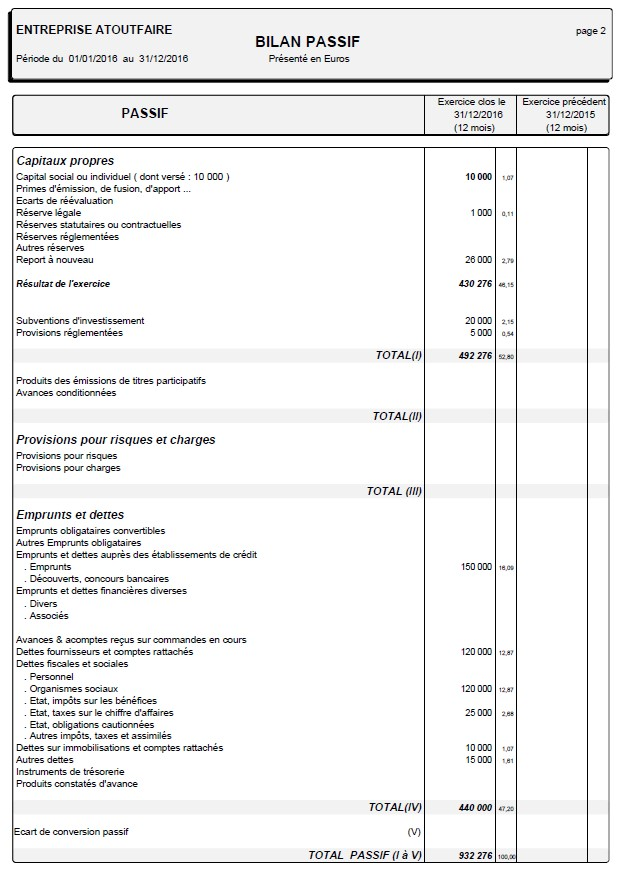 ENTREPRISE ATOUTFAIRE
page 2
BILAN PASSIF
Période du 01/01/2016 au 31/12/2016
Présenté en Euros
PASSIF
Exercice clos le
31/12/2016
(12 mois)
Exercice précédent
31/12/2015
(12 mois)
Capitaux propres
Capital social ou individuel ( dont versé : 10 000 ) 10 000 1,07
Primes d'émission, de fusion, d'apport ...
Ecarts de réévaluation
Réserve légale 1 000 0,11
Réserves statutaires ou contractuelles
Réserves réglementées
Autres réserves
Report à nouveau 26 000 2,79
Résultat de l'exercice 430 276 46,15
Subventions d'investissement 20 000 2,15
Provisions réglementées 5 000 0,54
TOTAL(I) 492 276 52,80
Produits des émissions de titres participatifs
Avances conditionnées
TOTAL(II)
Provisions pour risques et charges
Provisions pour risques
Provisions pour charges
TOTAL (III)
Emprunts et dettes
Emprunts obligataires convertibles
Autres Emprunts obligataires
Emprunts et dettes auprès des établissements de crédit
. Emprunts 150 000 16,09
. Découverts, concours bancaires
Emprunts et dettes financières diverses
. Divers
. Associés
Avances & acomptes reçus sur commandes en cours
Dettes fournisseurs et comptes rattachés 120 000 12,87
Dettes fiscales et sociales
. Personnel
. Organismes sociaux 120 000 12,87
. Etat, impôts sur les bénéfices
. Etat, taxes sur le chiffre d'affaires 25 000 2,68
. Etat, obligations cautionnées
. Autres impôts, taxes et assimilés
Dettes sur immobilisations et comptes rattachés 10 000 1,07
Autres dettes 15 000 1,61
Instruments de trésorerie
Produits constatés d'avance
TOTAL(IV) 440 000 47,20
Ecart de conversion passif (V)
TOTAL PASSIF (I à V) 932 276 100,00